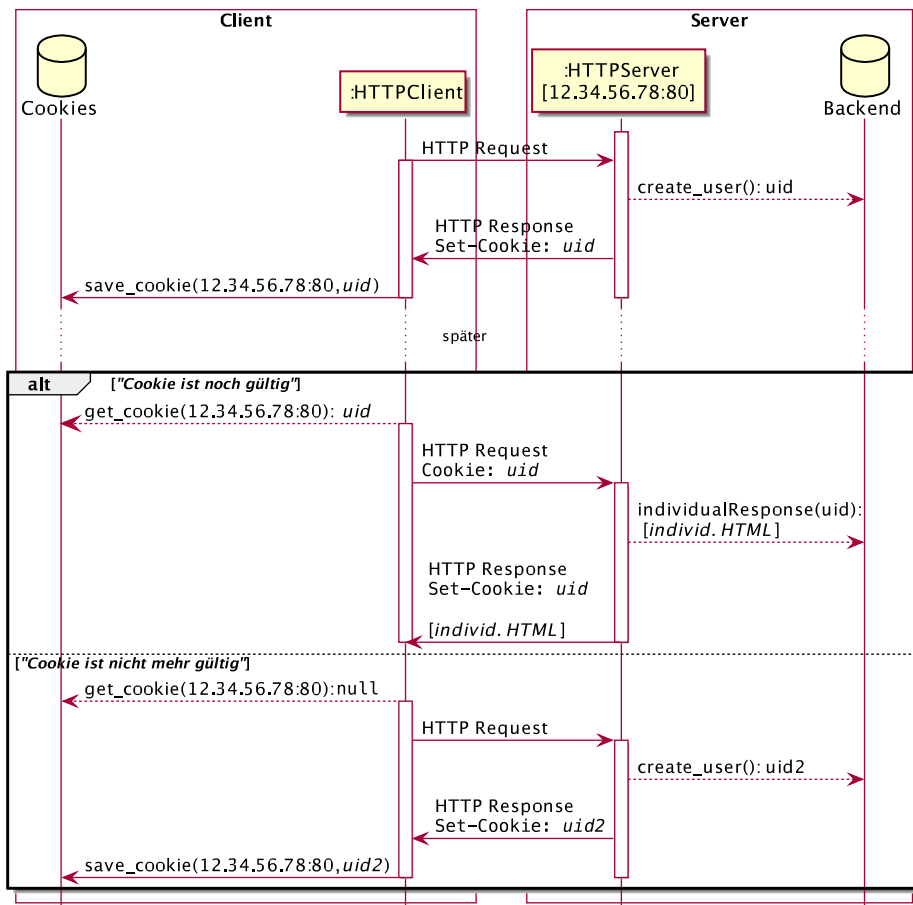 Client
Server
Cookies
:HTTPClient
:HTTPServer
[12.34.56.78:80]
Backend
HTTP Request
create_user(): uid
HTTP Response
Set-Cookie: uid
save_cookie(12.34.56.78:80,uid)
später
alt
["Cookie ist noch gültig"]
get_cookie(12.34.56.78:80): uid
HTTP Request
Cookie: uid
individualResponse(uid):
[individ. HTML]
HTTP Response
Set-Cookie: uid
[individ. HTML]
["Cookie ist nicht mehr gültig"]
get_cookie(12.34.56.78:80):null
HTTP Request
create_user(): uid2
HTTP Response
Set-Cookie: uid2
save_cookie(12.34.56.78:80,uid2)